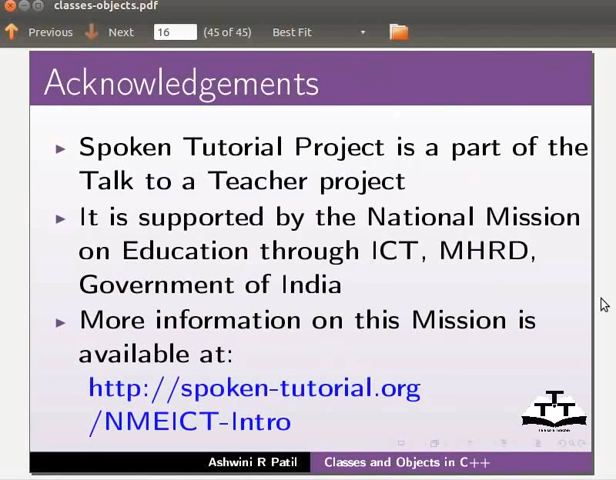 classes-objects.pdf
Previous Next 16 (45 of 45) Best Fit
Acknowledgements
Spoken Tutorial Project is a part of the
Talk to a Teacher project
It is supported by the National Mission
on Education through ICT, MHRD,
Government of India
More information on this Mission is
available at:
http://spoken-tutorial.org
/NMEICT-Intro
Ashwini R Patil Classes and Objects in C++